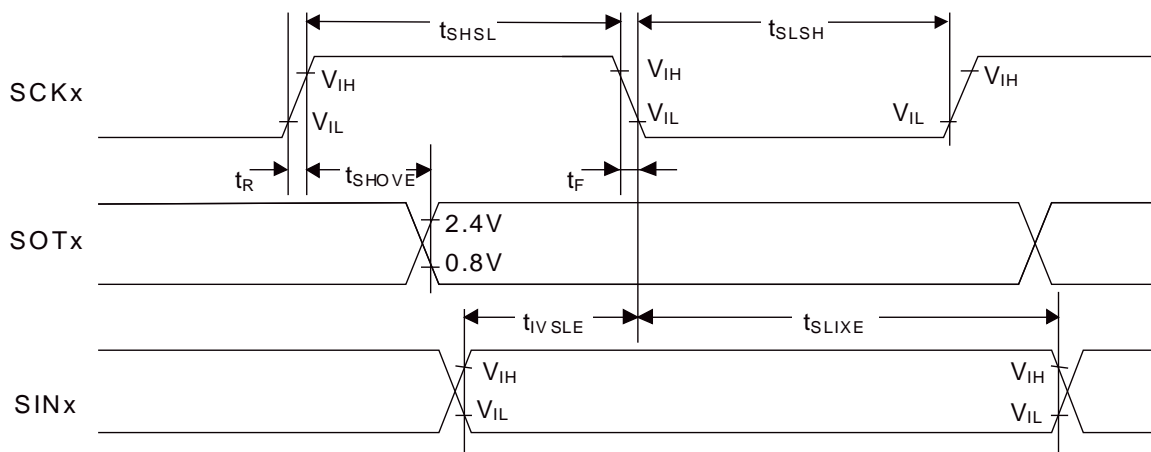 tSHSL tSLSH
SCKx VIH VIH VIH
VIL VIL VIL
tR tSHOVE tF
SOTx 2.4V
0.8V
tIVSLE tSLIXE
SINx VIH VIH
VIL VIL